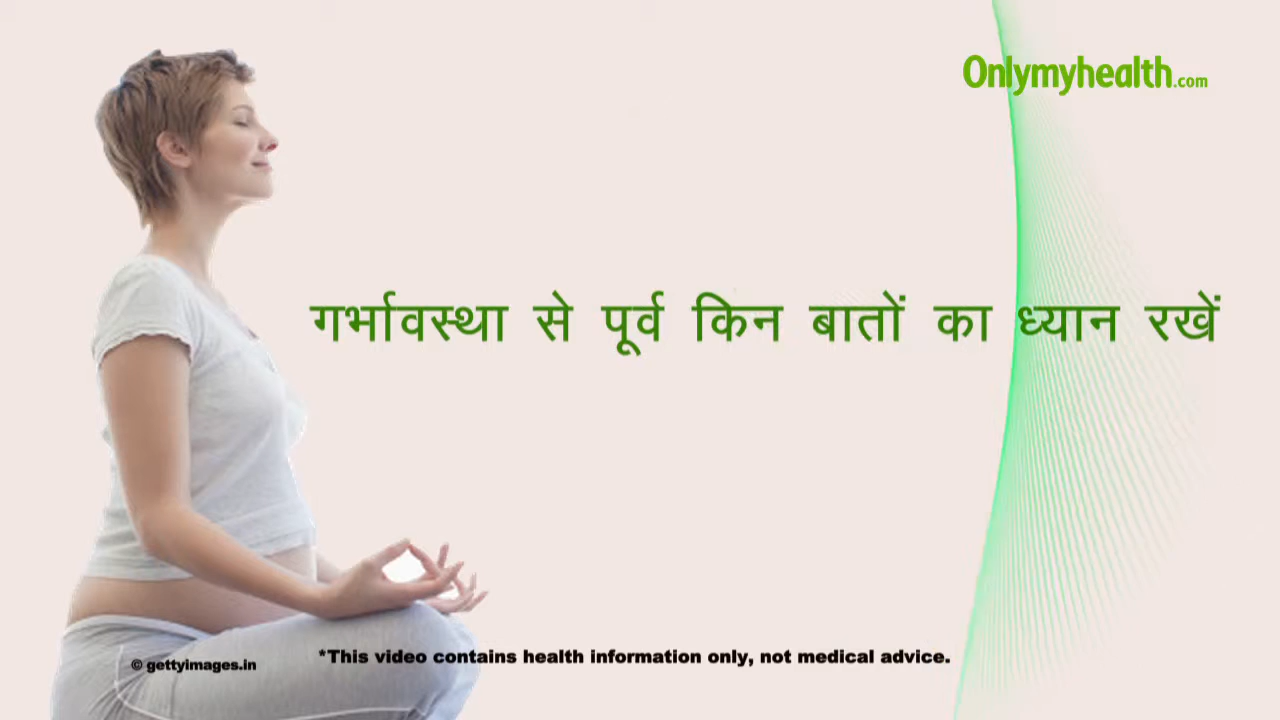 Onlymyhealth.com
गर्भावस्था से पूर्व किन बातों का ध्यान रखें
© gettyimages.in
*This video contains health information only, not medical advice.